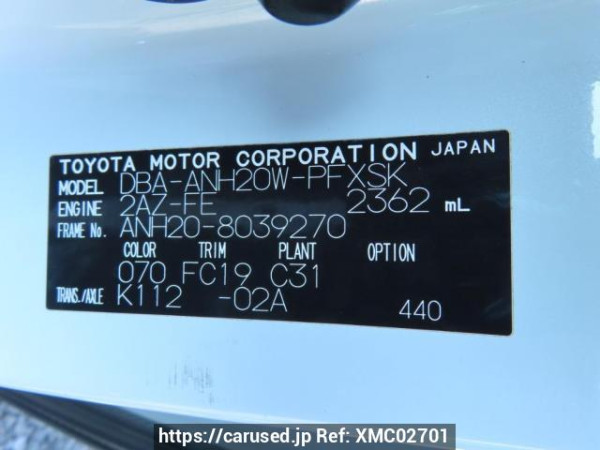 TOYOTA MOTOR CORPORATION JAPAN
MODEL DBA-ANH20W-PFXSK
ENGINE 2AZ-FE 2362 mL
FRAME No. ANH20-8039270
COLOR TRIM PLANT OPTION
070 FC19 C31
TRANS./AXLE K112 -02A
440
https://carused.jp Ref: XMC02701